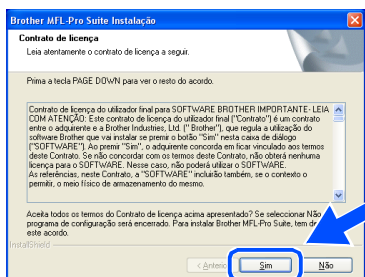 Brother MFL-Pro Suite Instalação
Contrato de licença
Leia atentamente o contrato de licença a seguir.
Prima a tecla PAGE DOWN para ver o resto do acordo.
Contrato de licença do utilizador final para SOFTWARE BROTHER IMPORTANTE- LEIA
COM ATENÇÃO: Este contrato de licença do utilizador final ("Contrato") é um contrato
entre o adquirente e a Brother Industries, Ltd. (" Brother"), que regula a utilização do
software Brother que vai instalar se premir o botão "Sim" nesta caixa de diálogo
("SOFTWARE"). Ao premir "Sim", o adquirente concorda em ficar vinculado aos termos
deste Contrato. Se não concordar com os termos deste Contrato, não obterá nenhuma
licença para o SOFTWARE. Nesse caso, não poderá utilizar o SOFTWARE.
As referências, neste Contrato, a "SOFTWARE" incluirão também, se o contexto o
permitir, o meio físico de armazenamento do mesmo.
Aceita todos os termos do Contrato de licença acima apresentado? Se seleccionar Não
programa de configuração será encerrado. Para instalar Brother MFL-Pro Suite, tem de
este acordo.
InstallShield
< Anterio Sim Não